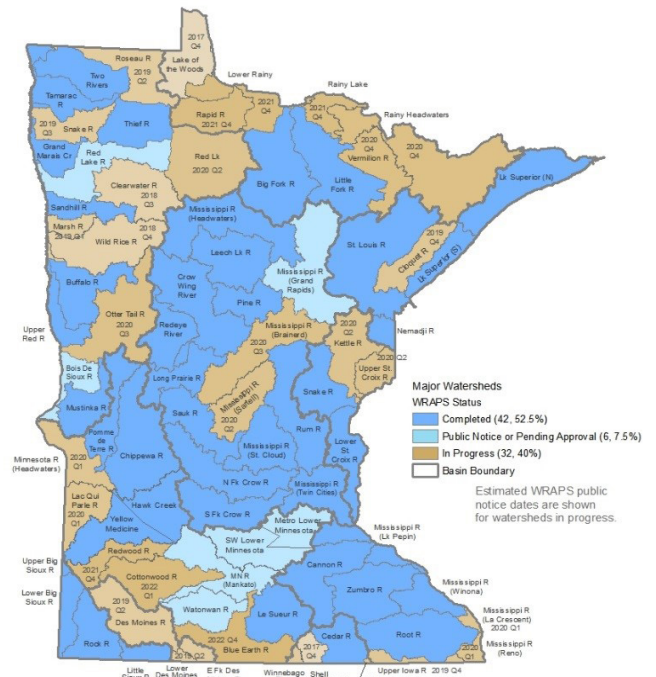 2017
Q4
Lake of
the Woods
Roseau R
2019
Q2
Two
Rivers
Lower Rainy
Tamarac
R
Rainy Lake
2021
Q4
Rapid R
2021 Q4
2021
Q4
Rainy Headwaters
2019
Q3
Snake R
Thief R
2020
Q4
Vermilion R
2020
Q4
Grand
Marais Cr
Red
Lake R
Red Lk
2020 Q2
Lk Superior (N)
Clearwater R
2018
Q3
Big Fork R
Little
Fork R
Sandhill R
Mississippi R
(Headwaters)
Marsh R
2019 Q1
2018
Q4
Wild Rice R
St. Louis R
2019
Q4
Cloquet R
Lk Superior (S)
Leech Lk R
Mississippi R
(Grand
Rapids)
Buffalo R
Crow
Wing
River
Pine R
Otter Tail R
2020
Q3
Redeye
River
Mississippi R
(Brainerd)
2020
Q3
2020
Q2
Kettle R
Nemadji R
2020 Q2
Upper
Red R
Upper St.
Croix R
Bois De
Sioux R
Long Prairie R
Mississippi R
(Sartell)
2020
Q2
Snake R
Mustinka R
Sauk R
Rum R
Pomme
de
Terre R
Chippewa R
Mississippi R
(St. Cloud)
Lower
St.
Croix R
Minnesota R
(Headwaters)
2020
Q1
N Fk Crow R
Mississippi R
(Twin Cities)
Lac Qui
Parle R
2020
Q1
Hawk Creek
S Fk Crow R
Yellow
Medicine
Metro Lower
Minnesota
Mississippi R
(Lk Pepin)
SW Lower
Minnesota
Redwood R
Cannon R
Upper Big
Sioux R
2021
Q4
Cottonwood R
2022
Q1
MN R
(Mankato)
Mississippi R
(Winona)
Zumbro R
Lower Big
Sioux R
2019
Q2
Watonwan R
Mississippi R
(La Crescent)
2020 Q1
Des Moines R
Le Sueur R
Root R
Mississippi R
(Reno)
2022 Q4
Blue Earth R
2017
Q4
Cedar R
2020
Q1
Rock R
2019 Q2
Upper Iowa R 2019 Q4
Little
Sioux R
Lower
Des Moines
E Fk Des
Winnebago
Shell
Major Watersheds
WRAPS Status
Completed (42, 52.5%)
Public Notice or Pending Approval (6, 7.5%)
In Progress (32, 40%)
Basin Boundary
Estimated WRAPS public
notice dates are shown
for watersheds in progress.